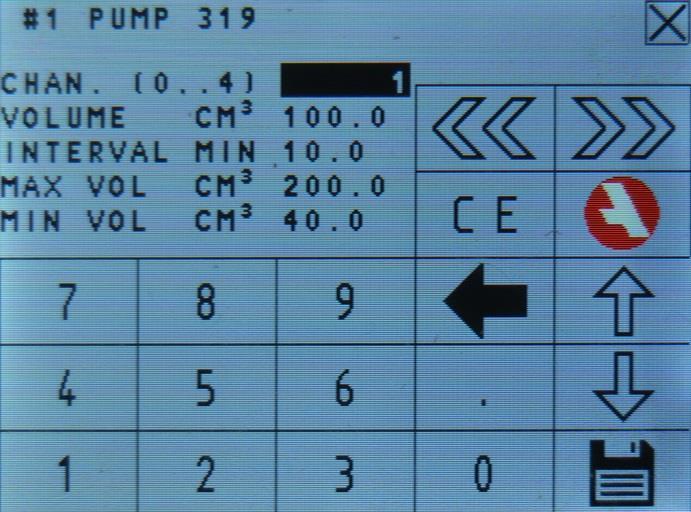 #1 PUMP 319
CHAN. (0..4) 1
VOLUME CM³ 100.0
INTERVAL MIN 10.0
MAX VOL CM³ 200.0
MIN VOL CM³ 40.0
CE
7 8 9
4 5 6 .
1 2 3 0